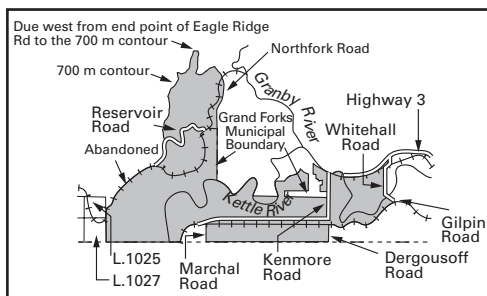 Due west from end point of Eagle Ridge
Rd to the 700 m contour
Northfork Road
700 m contour
Granby River
Highway 3
Reservoir
Road
Grand Forks
Municipal
Boundary
Whitehall
Road
Abandoned
Kettle River
Gilpin
Road
L.1025
L.1027
Marchal
Road
Kenmore
Road
Dergousoff
Road